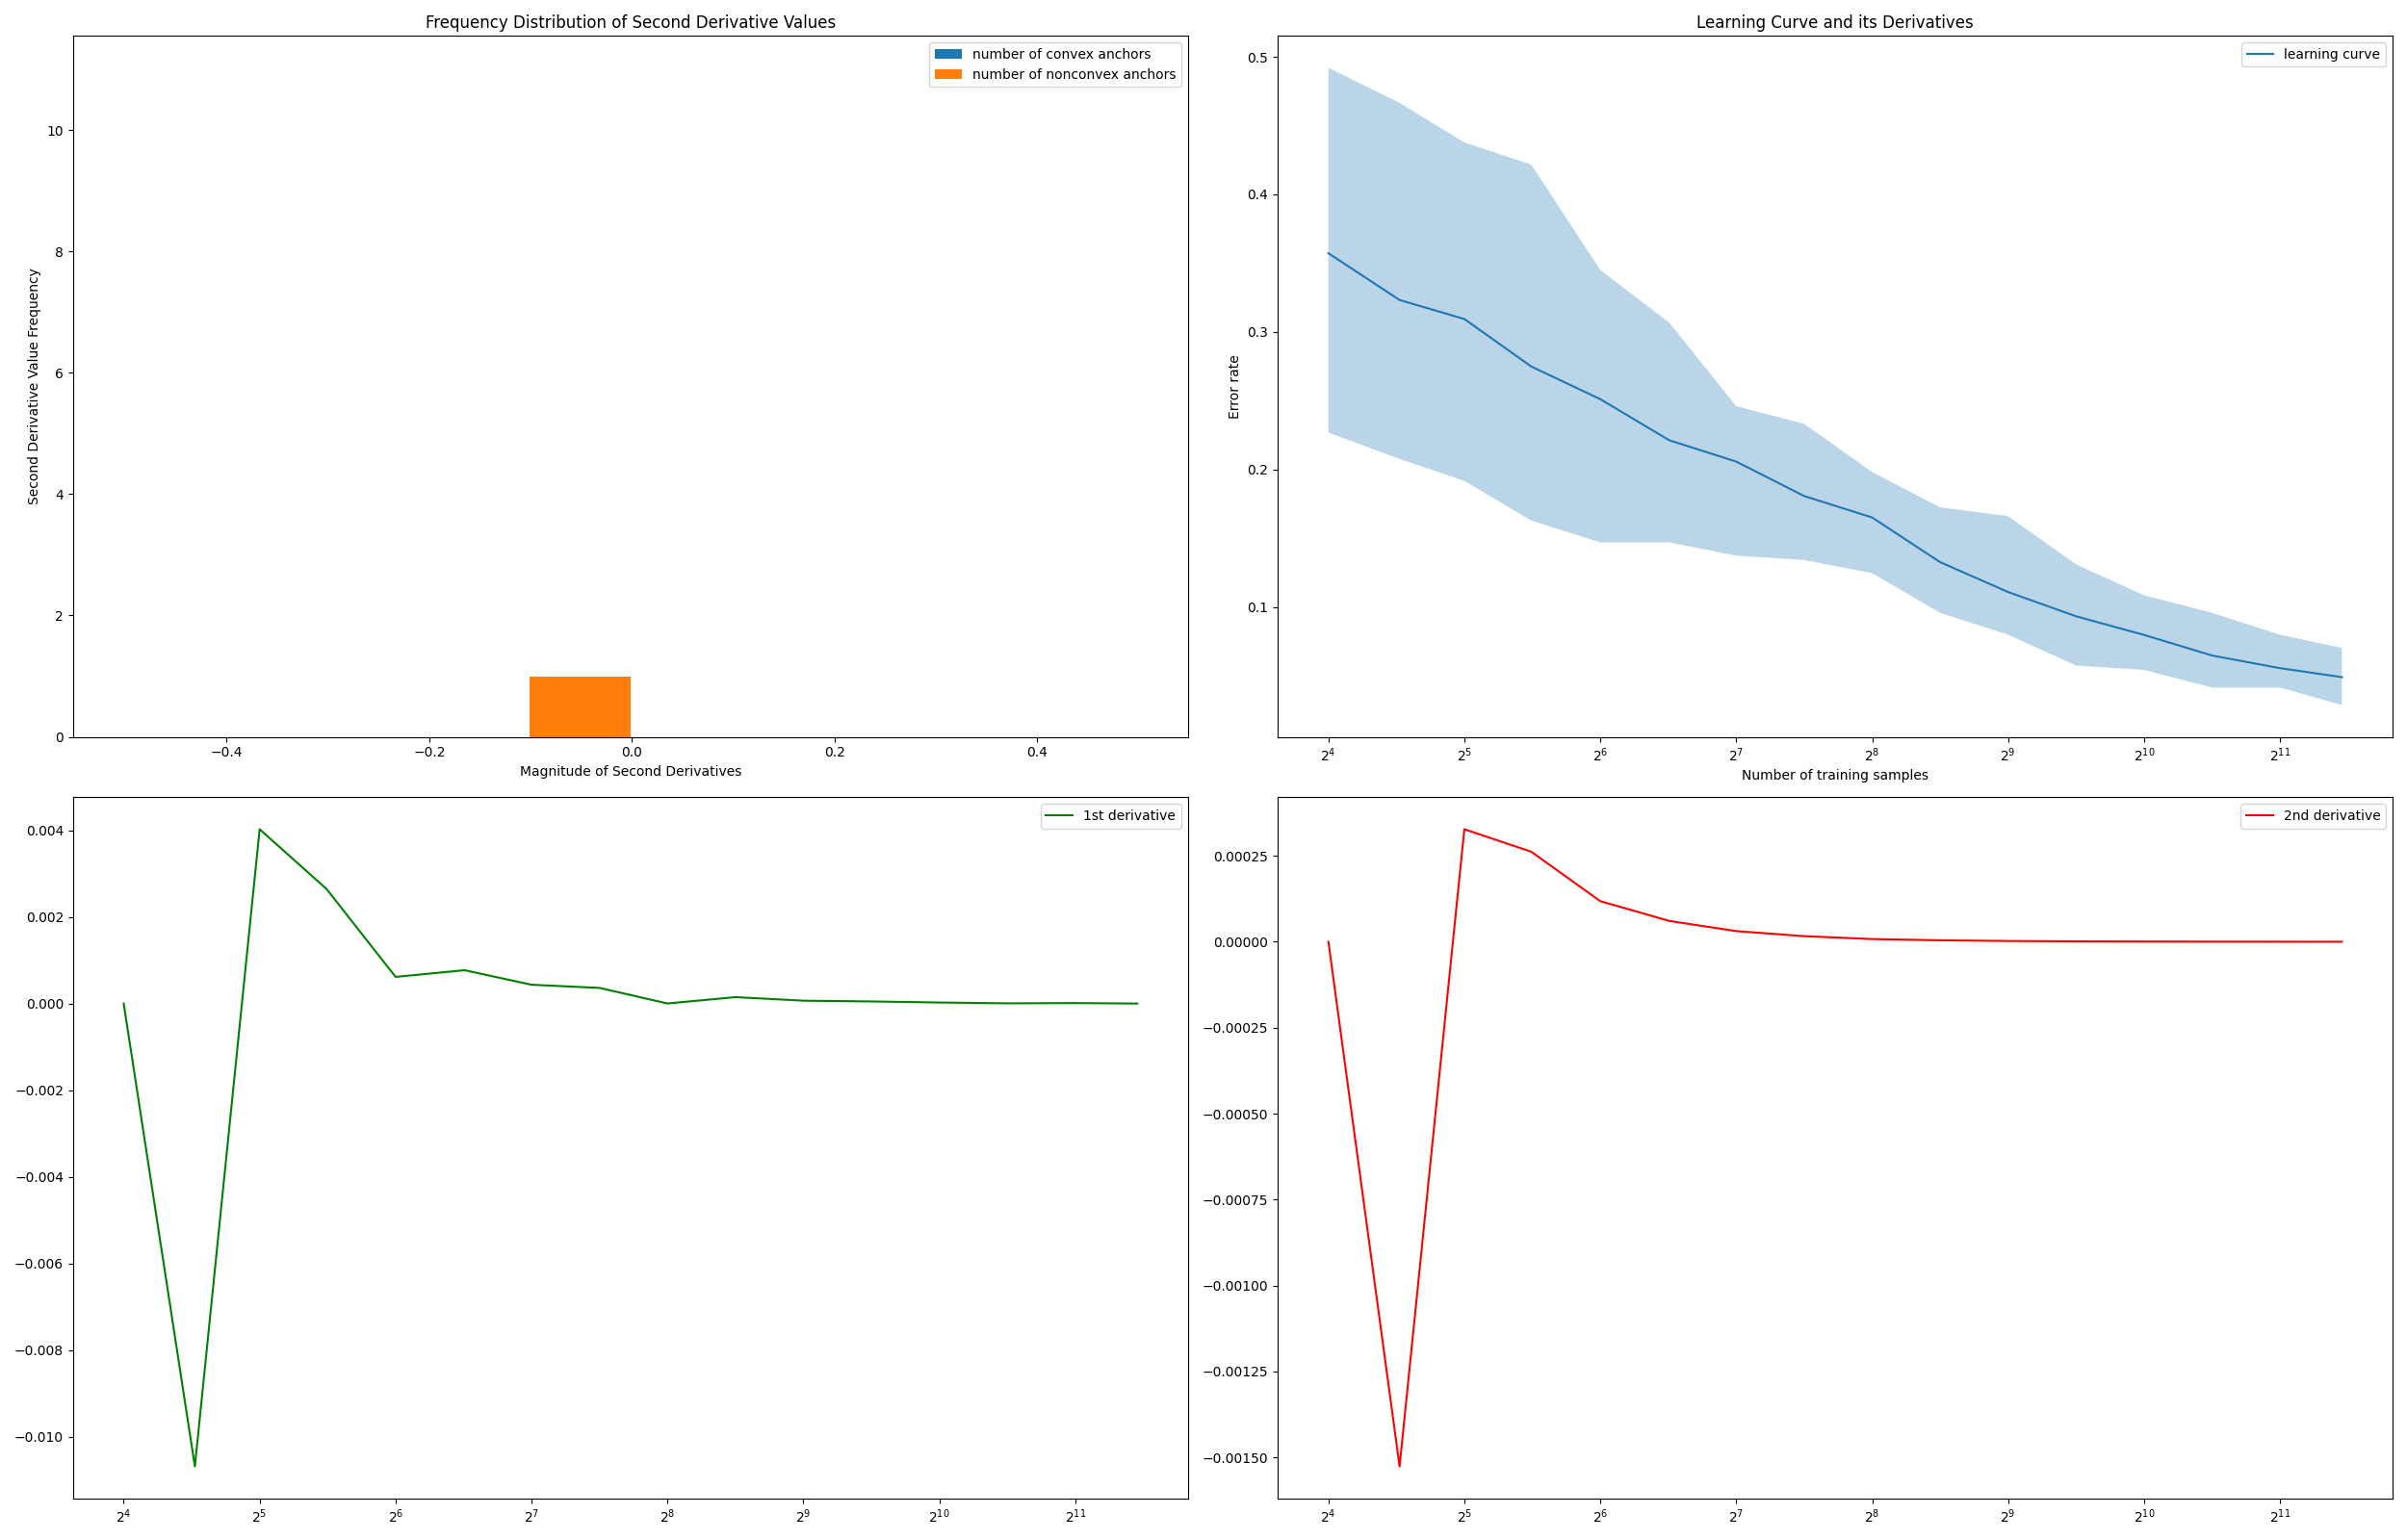 Frequency Distribution of Second Derivative Values
number of convex anchors
number of nonconvex anchors
Second Derivative Value Frequency
10
8
6
4
2
0
−0.4 −0.2 0.0 0.2 0.4
Magnitude of Second Derivatives
Learning Curve and its Derivatives
learning curve
Error rate
0.5
0.4
0.3
0.2
0.1
2^4 2^5 2^6 2^7 2^8 2^9 2^10 2^11
Number of training samples
1st derivative
0.004
0.002
0.000
−0.002
−0.004
−0.006
−0.008
−0.010
2^4 2^5 2^6 2^7 2^8 2^9 2^10 2^11
2nd derivative
0.00025
0.00000
−0.00025
−0.00050
−0.00075
−0.00100
−0.00125
−0.00150
2^4 2^5 2^6 2^7 2^8 2^9 2^10 2^11